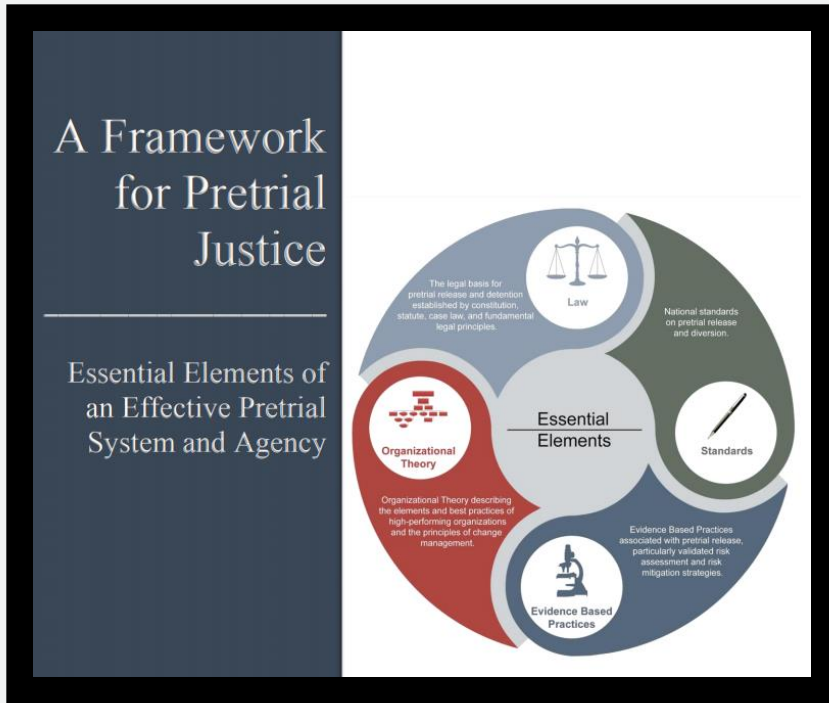 A Framework
for Pretrial
Justice
Essential Elements of
an Effective Pretrial
System and Agency
The legal basis for
pretrial release and detention
established by constitution,
statute, case law, and fundamental
legal principles.
Law
National standards
on pretrial release
and diversion.
Standards
Essential
Elements
Organizational
Theory
Organizational Theory describing
the elements and best practices of
high-performing organizations
and the principles of change
management.
Evidence Based Practices
associated with pretrial release,
particularly validated risk
assessment and risk
mitigation strategies.
Evidence Based
Practices